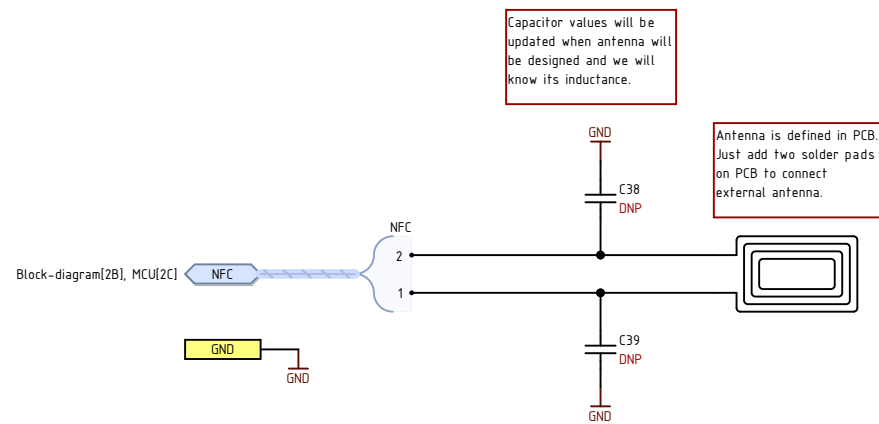 Capacitor values will be
updated when antenna will
be designed and we will
know its inductance.
GND
Antenna is defined in PCB.
Just add two solder pads
on PCB to connect
external antenna.
C38
DNP
NFC
2
Block-diagram[2B], MCU[2C]
NFC
1
GND
GND
C39
DNP
GND